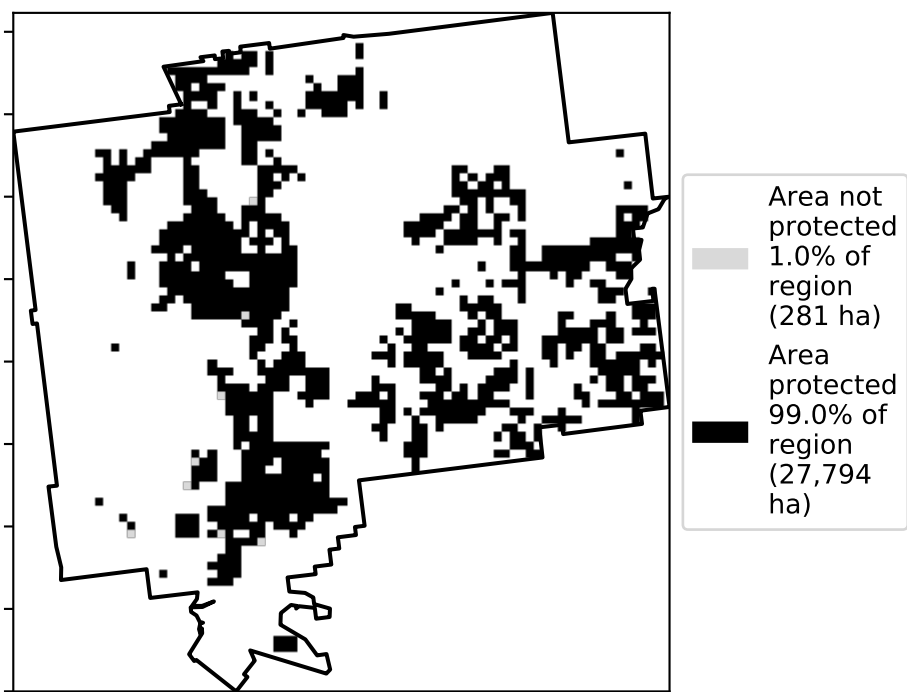 Area not
protected
1.0% of
region
(281 ha)
Area
protected
99.0% of
region
(27,794
ha)